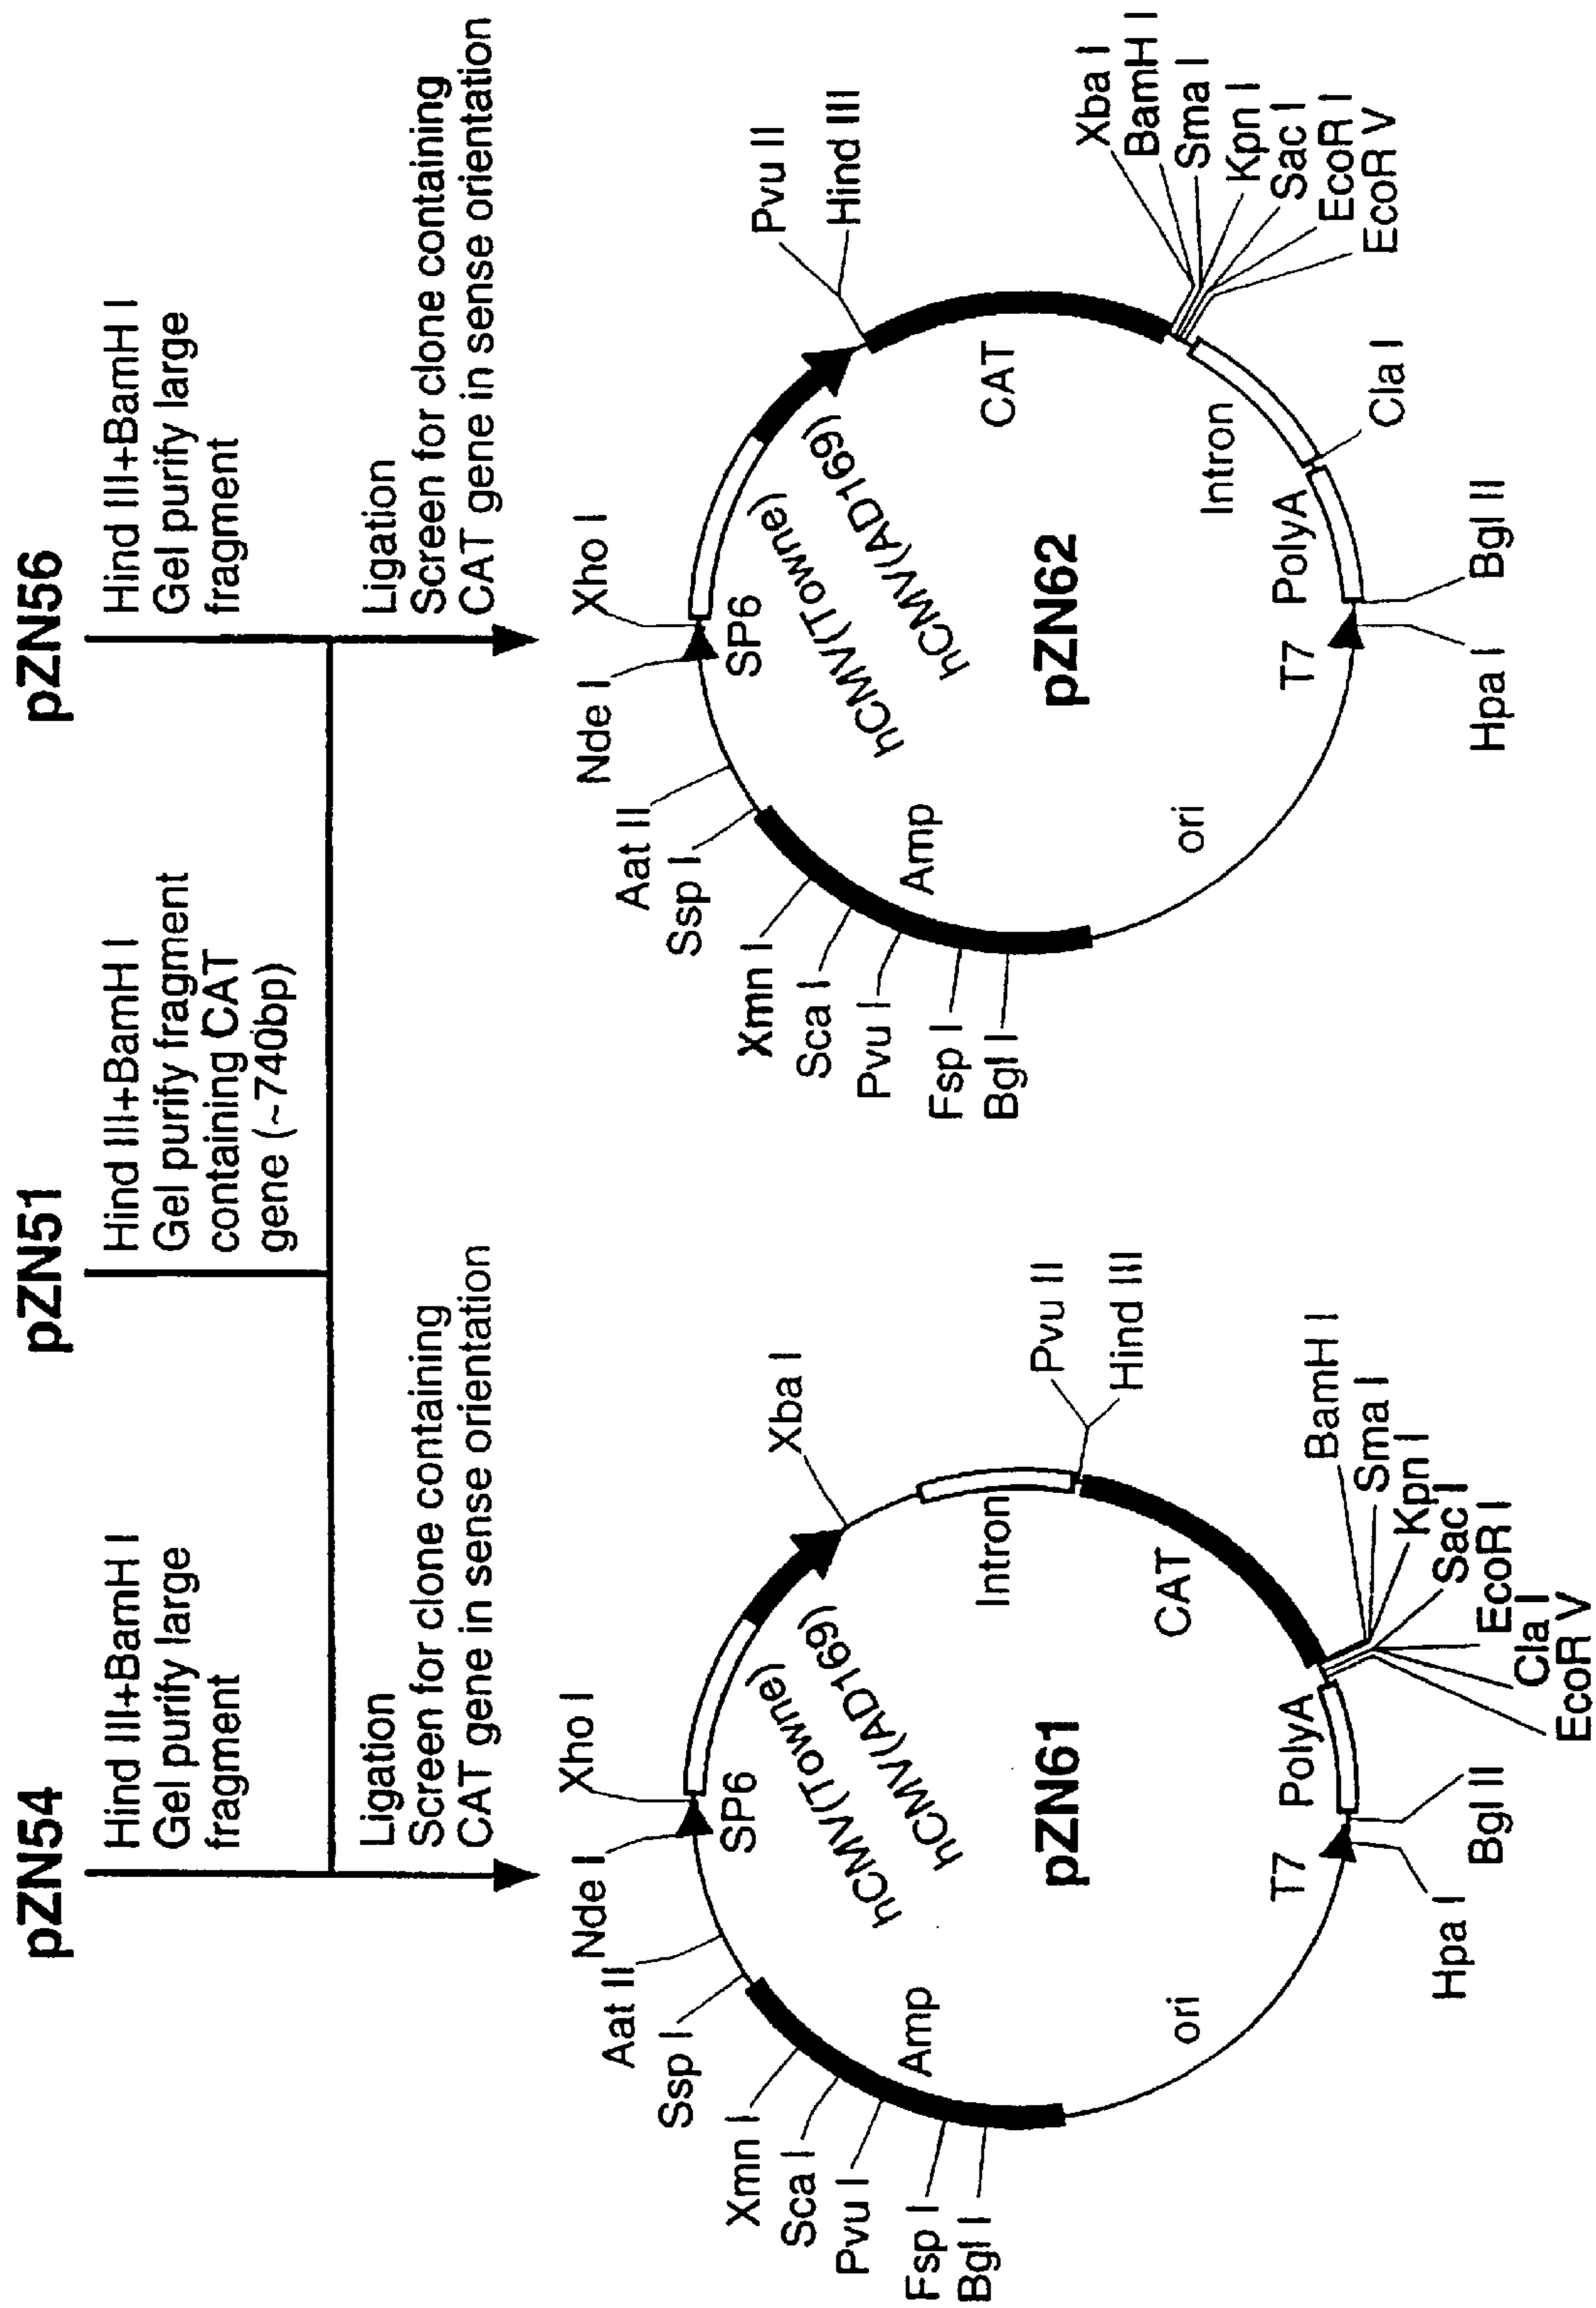 pZN54
Hind III+BamH I
Gel purify large
fragment
pZN51
Hind III+BamH I
Gel purify fragment
containing CAT
gene (~740bp)
pZN56
Hind III+BamH I
Gel purify large
fragment
Ligation
Screen for clone containing
CAT gene in sense orientation
Ligation
Screen for clone containing
CAT gene in sense orientation
Xho I
Nde I
Aat II
Ssp I
Xmn I
Sca I
Pvu I
Fsp I
Bgl I
SP6
hCMV(Towne)
hCMV(AD169)
Xba I
Intron
Pvu II
Hind III
CAT
BamH I
Sma I
Kpn I
Sac I
EcoR I
Cla I
EcoR V
PolyA
Bgl II
Hpa I
T7
ori
Amp
pZN61
Xho I
Nde I
Aat II
Ssp I
Xmn I
Sca I
Pvu I
Fsp I
Bgl I
SP6
hCMV(Towne)
hCMV(AD169)
Pvu II
Hind III
CAT
Xba I
BamH I
Sma I
Kpn I
Sac I
EcoR I
EcoR V
Intron
Cla I
PolyA
Bgl II
Hpa I
T7
ori
Amp
pZN62